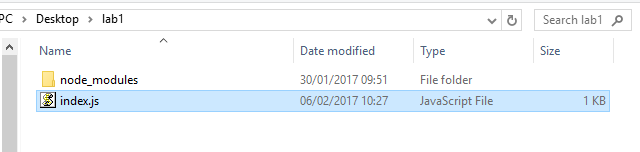 PC > Desktop > lab1 Search lab1
Name Date modified Type Size
node_modules 30/01/2017 09:51 File folder
index.js 06/02/2017 10:27 JavaScript File 1 KB